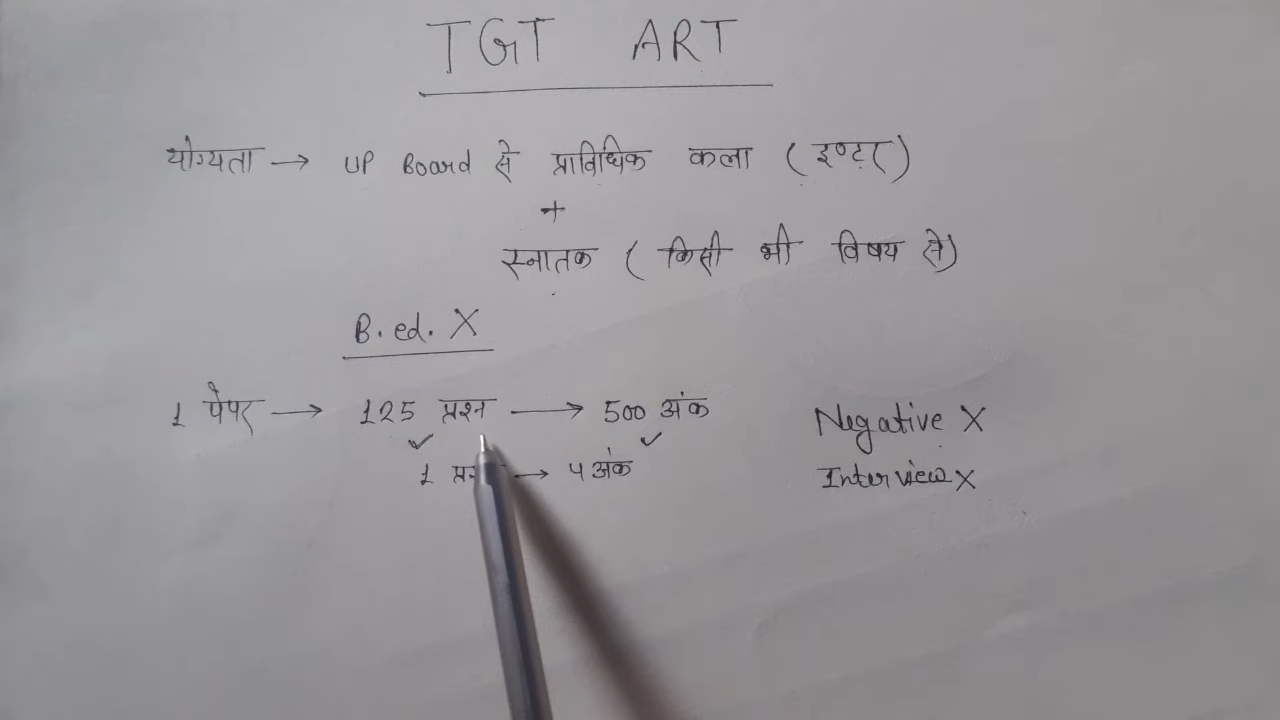 TGT ART
योग्यता → UP Board से प्राविधिक कला (इण्टर)
+
स्नातक ( किसी भी विषय से)
B. ed. X
1 पेपर → 125 प्रश्न → 500 अंक
Negative X
1 → 4 अंक
Interview X